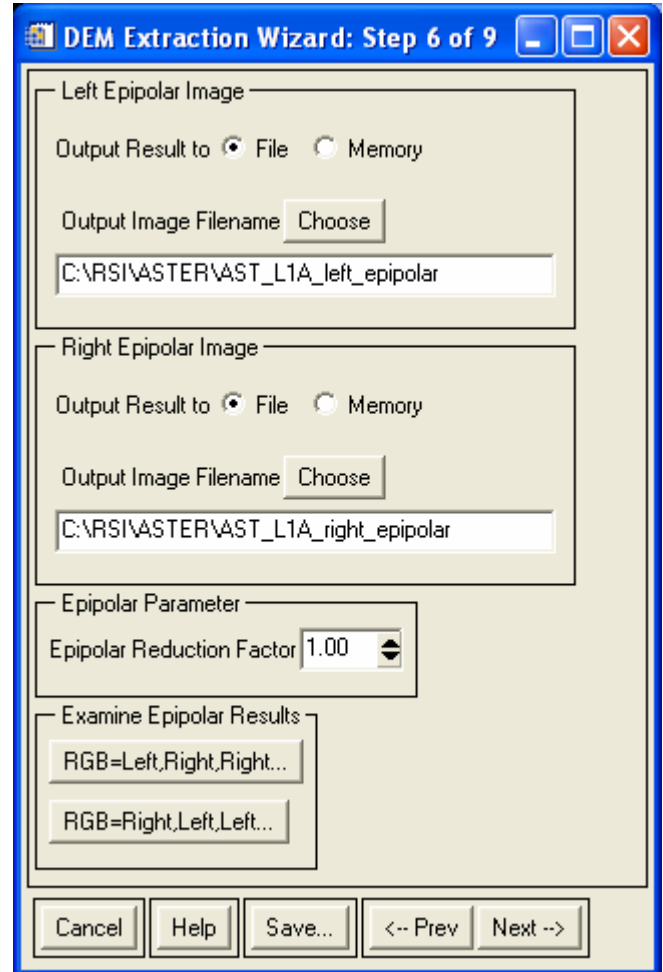 DEM Extraction Wizard: Step 6 of 9
Left Epipolar Image
Output Result to File Memory
Output Image Filename Choose
C:\RSI\ASTER\AST_L1A_left_epipolar
Right Epipolar Image
Output Result to File Memory
Output Image Filename Choose
C:\RSI\ASTER\AST_L1A_right_epipolar
Epipolar Parameter
Epipolar Reduction Factor 1.00
Examine Epipolar Results
RGB=Left,Right,Right...
RGB=Right,Left,Left...
Cancel Help Save... <-- Prev Next -->